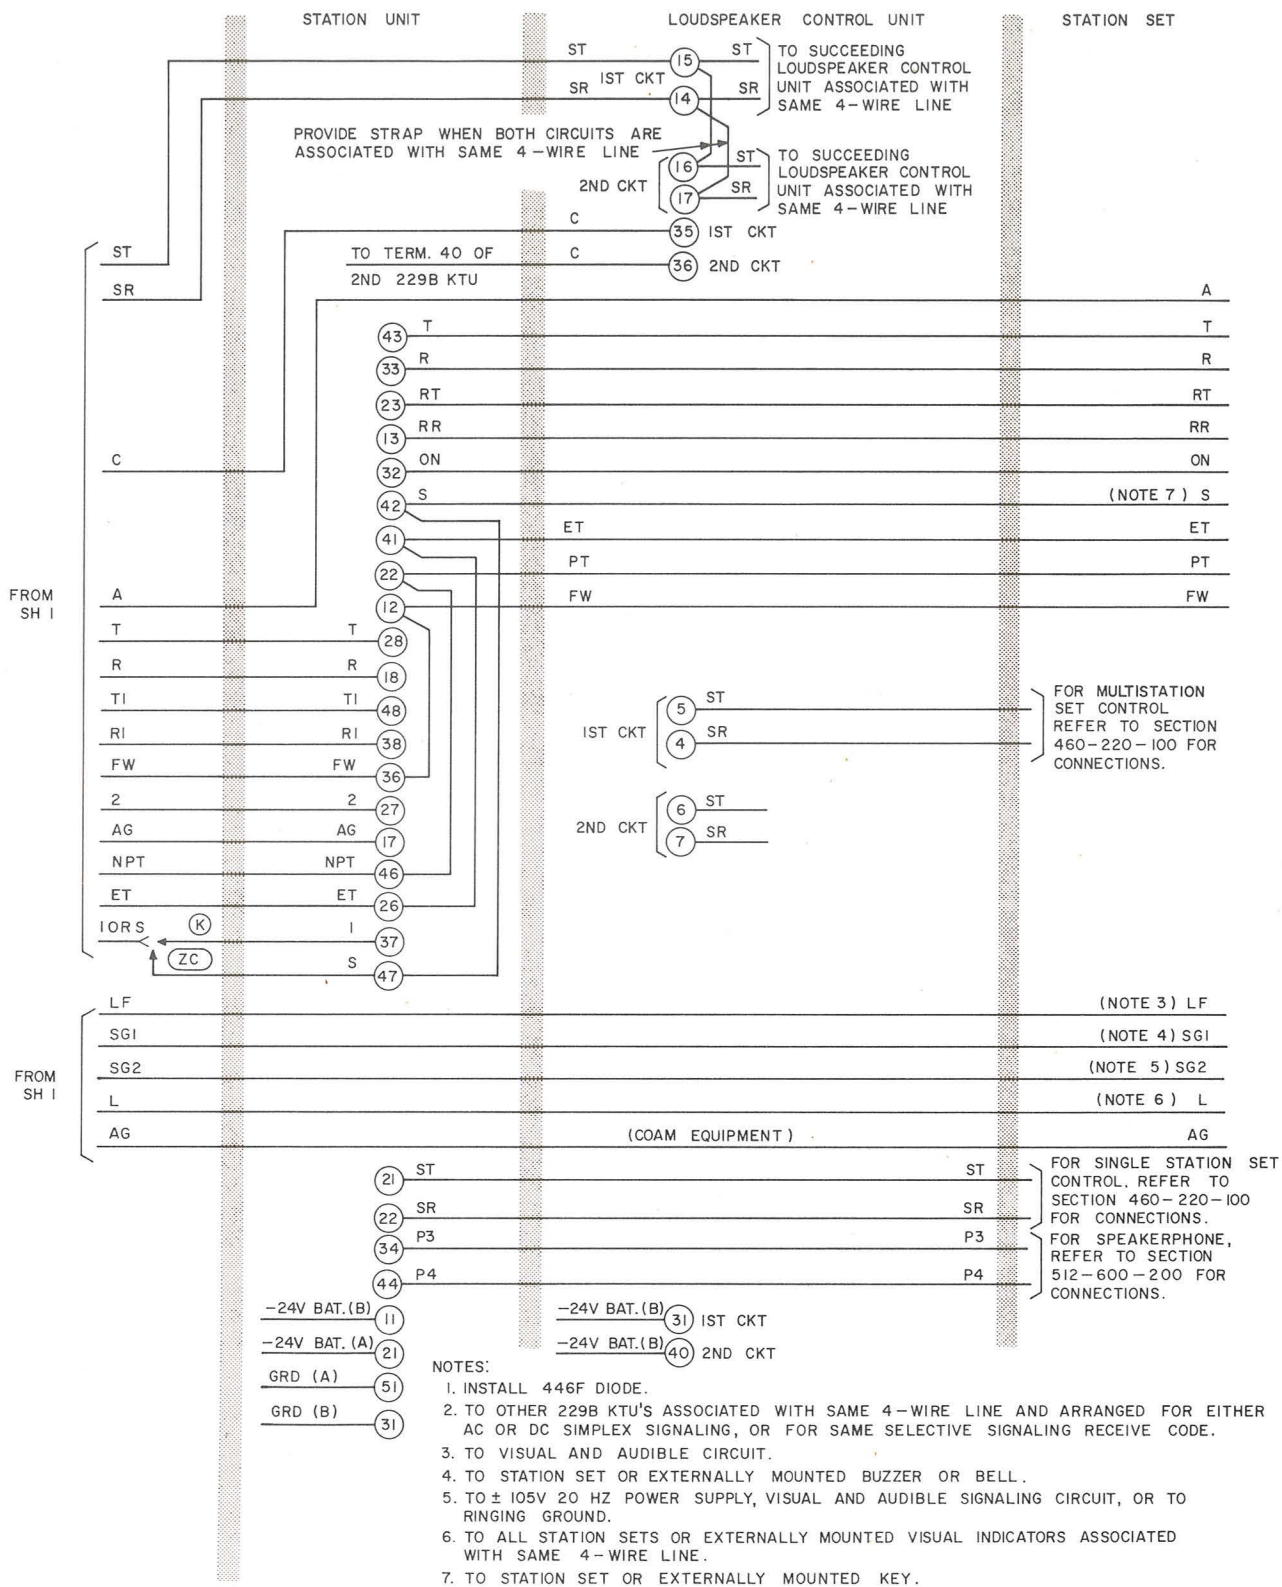 STATION UNIT
LOUDSPEAKER CONTROL UNIT
STATION SET
ST
15
ST
1ST CKT
SR
14
SR
TO SUCCEEDING
LOUDSPEAKER CONTROL
UNIT ASSOCIATED WITH
SAME 4-WIRE LINE
PROVIDE STRAP WHEN BOTH CIRCUITS ARE
ASSOCIATED WITH SAME 4-WIRE LINE
2ND CKT
16
ST
17
SR
TO SUCCEEDING
LOUDSPEAKER CONTROL
UNIT ASSOCIATED WITH
SAME 4-WIRE LINE
C
35
1ST CKT
TO TERM. 40 OF
2ND 229B KTU
C
36
2ND CKT
ST
SR
A
43
T
T
33
R
R
23
RT
RT
13
RR
RR
C
32
ON
ON
42
S
(NOTE 7) S
41
ET
ET
22
PT
PT
FROM
SH 1
A
12
FW
FW
T
T
28
R
R
18
T1
T1
48
R1
R1
38
FW
FW
36
2
2
27
AG
AG
17
NPT
NPT
46
ET
ET
26
1ORS
K
1
37
ZC
S
47
1ST CKT
5
ST
4
SR
FOR MULTISTATION
SET CONTROL
REFER TO SECTION
460-220-100 FOR
CONNECTIONS.
2ND CKT
6
ST
7
SR
FROM
SH 1
LF
(NOTE 3) LF
SG1
(NOTE 4) SG1
SG2
(NOTE 5) SG2
L
(NOTE 6) L
AG
(COAM EQUIPMENT)
AG
21
ST
ST
22
SR
SR
FOR SINGLE STATION SET
CONTROL, REFER TO
SECTION 460-220-100
FOR CONNECTIONS.
34
P3
P3
44
P4
P4
FOR SPEAKERPHONE,
REFER TO SECTION
512-600-200 FOR
CONNECTIONS.
-24V BAT.(B)
11
-24V BAT.(B)
31
1ST CKT
-24V BAT.(A)
21
-24V BAT.(B)
40
2ND CKT
GRD (A)
51
GRD (B)
31
NOTES:
1. INSTALL 446F DIODE.
2. TO OTHER 229B KTU'S ASSOCIATED WITH SAME 4-WIRE LINE AND ARRANGED FOR EITHER
AC OR DC SIMPLEX SIGNALING, OR FOR SAME SELECTIVE SIGNALING RECEIVE CODE.
3. TO VISUAL AND AUDIBLE CIRCUIT.
4. TO STATION SET OR EXTERNALLY MOUNTED BUZZER OR BELL.
5. TO ± 105V 20 HZ POWER SUPPLY, VISUAL AND AUDIBLE SIGNALING CIRCUIT, OR TO
RINGING GROUND.
6. TO ALL STATION SETS OR EXTERNALLY MOUNTED VISUAL INDICATORS ASSOCIATED
WITH SAME 4-WIRE LINE.
7. TO STATION SET OR EXTERNALLY MOUNTED KEY.